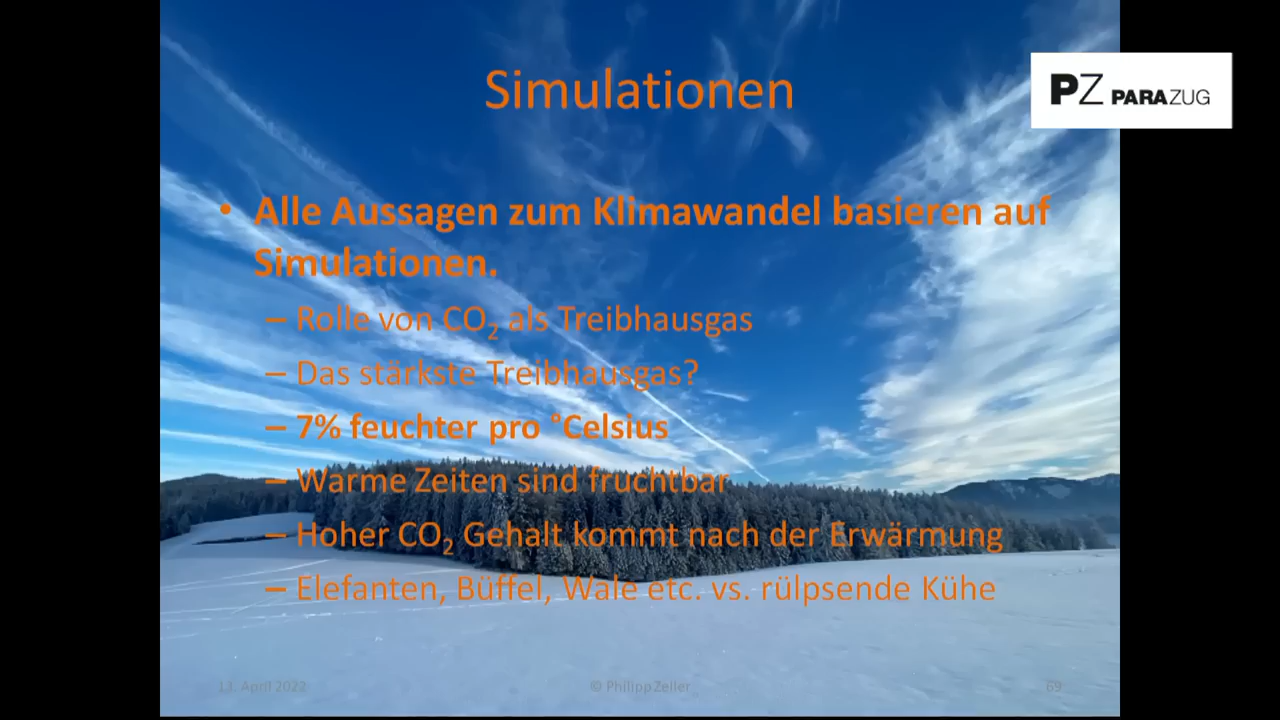 Simulationen
PZ PARAZUG
• Alle Aussagen zum Klimawandel basieren auf
Simulationen.
– Rolle von CO₂ als Treibhausgas
– Das stärkste Treibhausgas?
– 7% feuchter pro °Celsius
– Warme Zeiten sind fruchtbar
– Hoher CO₂ Gehalt kommt nach der Erwärmung
– Elefanten, Büffel, Wale etc. vs. rülpsende Kühe
13. April 2022 © Philipp Zeller 69